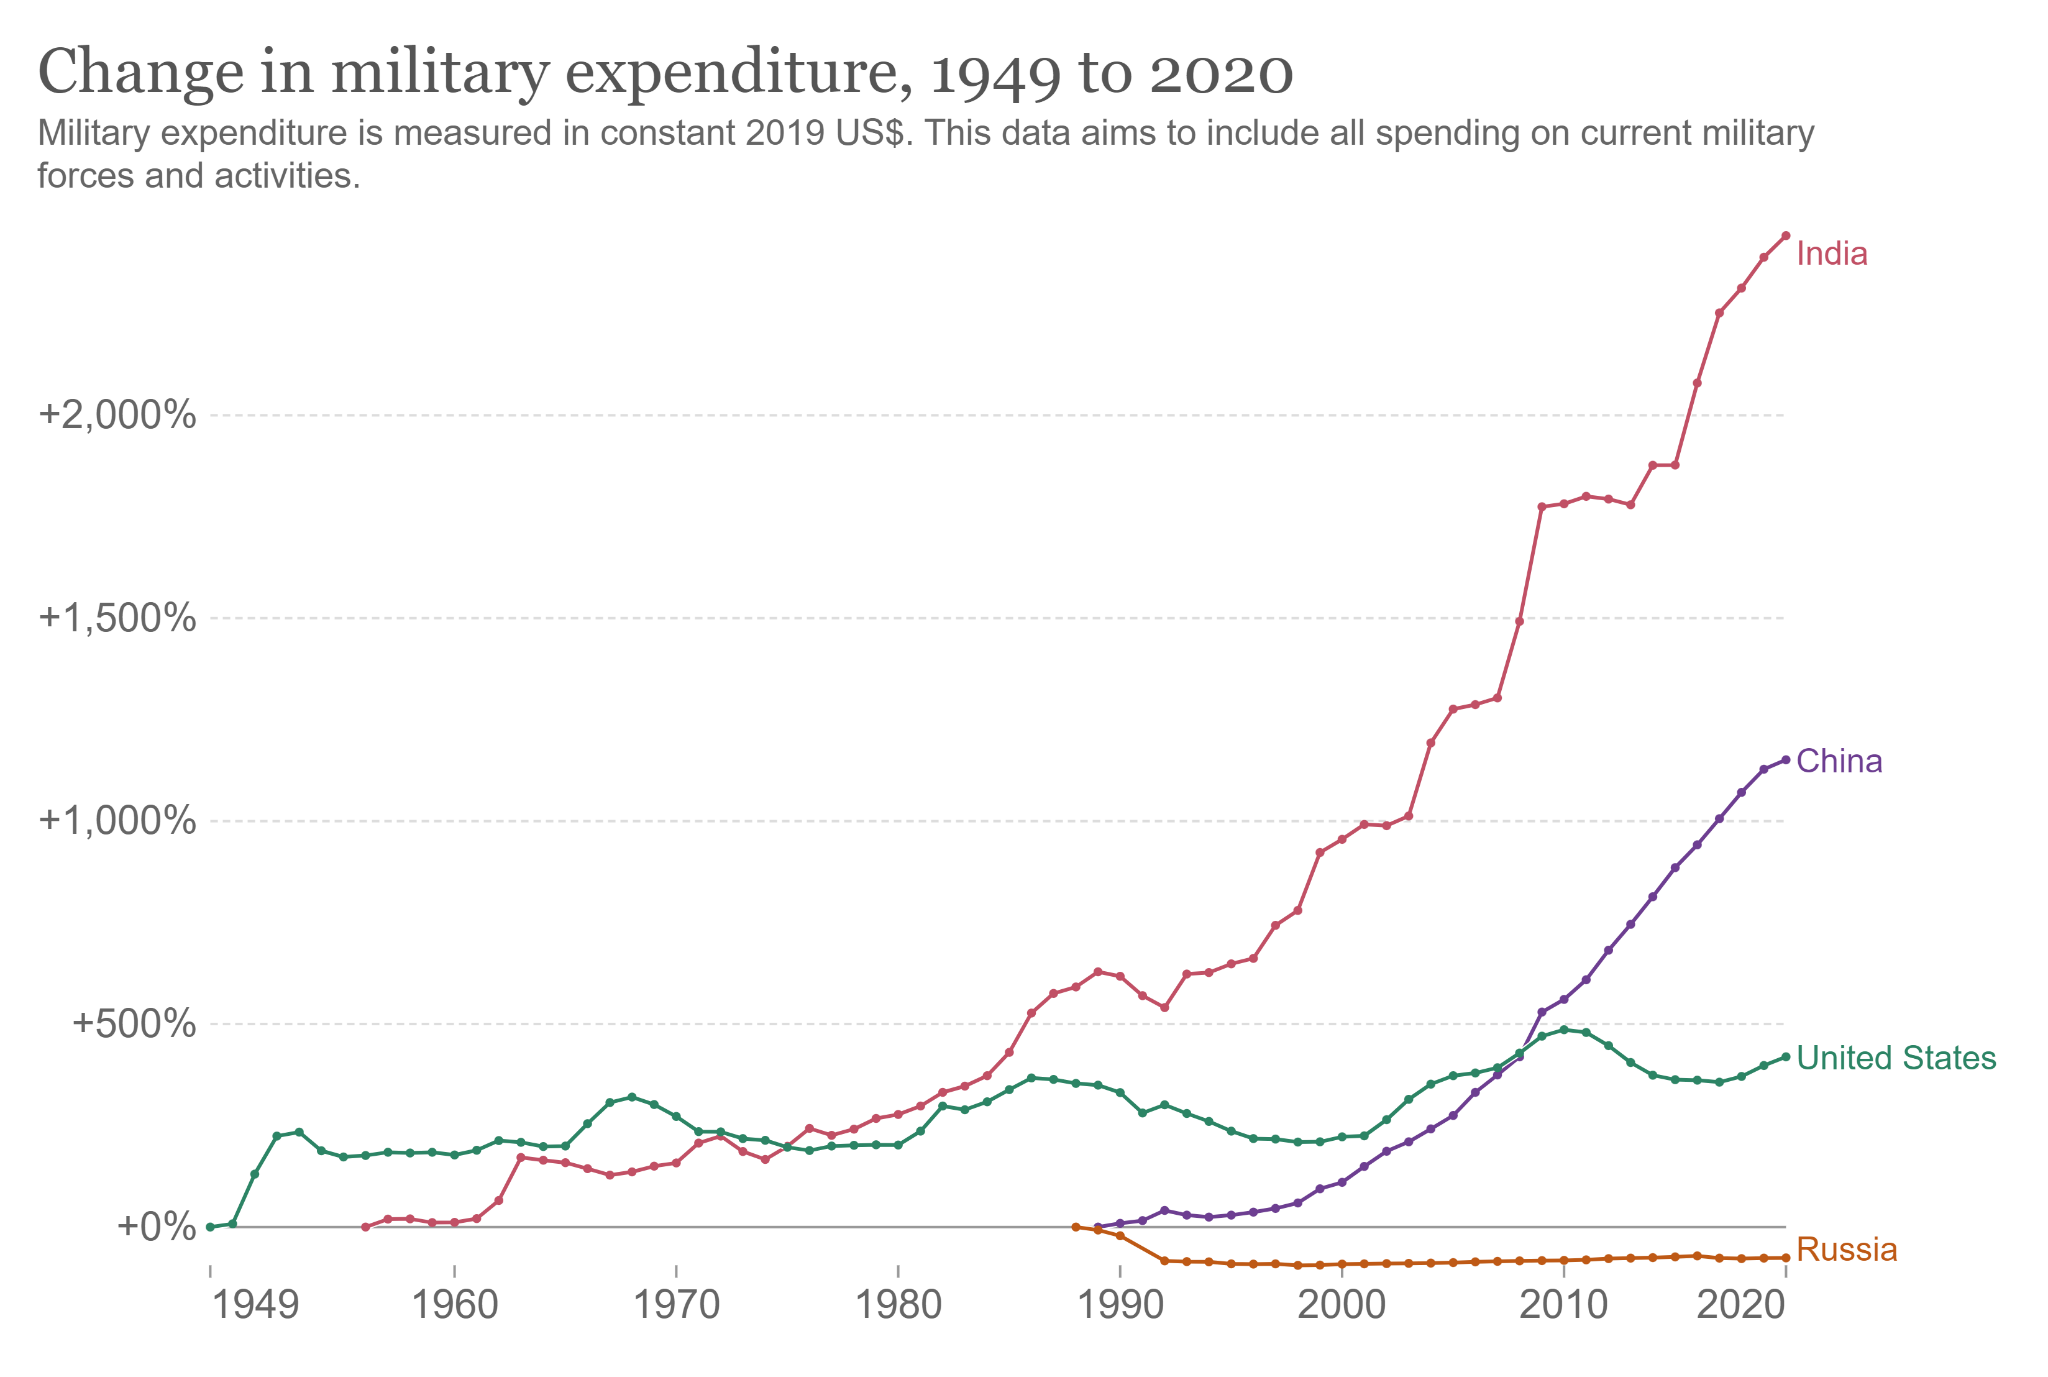 Change in military expenditure, 1949 to 2020
Military expenditure is measured in constant 2019 US$. This data aims to include all spending on current military
forces and activities.
India
+2,000%
+1,500%
China
+1,000%
+500%
United States
+0%
Russia
1949 1960 1970 1980 1990 2000 2010 2020